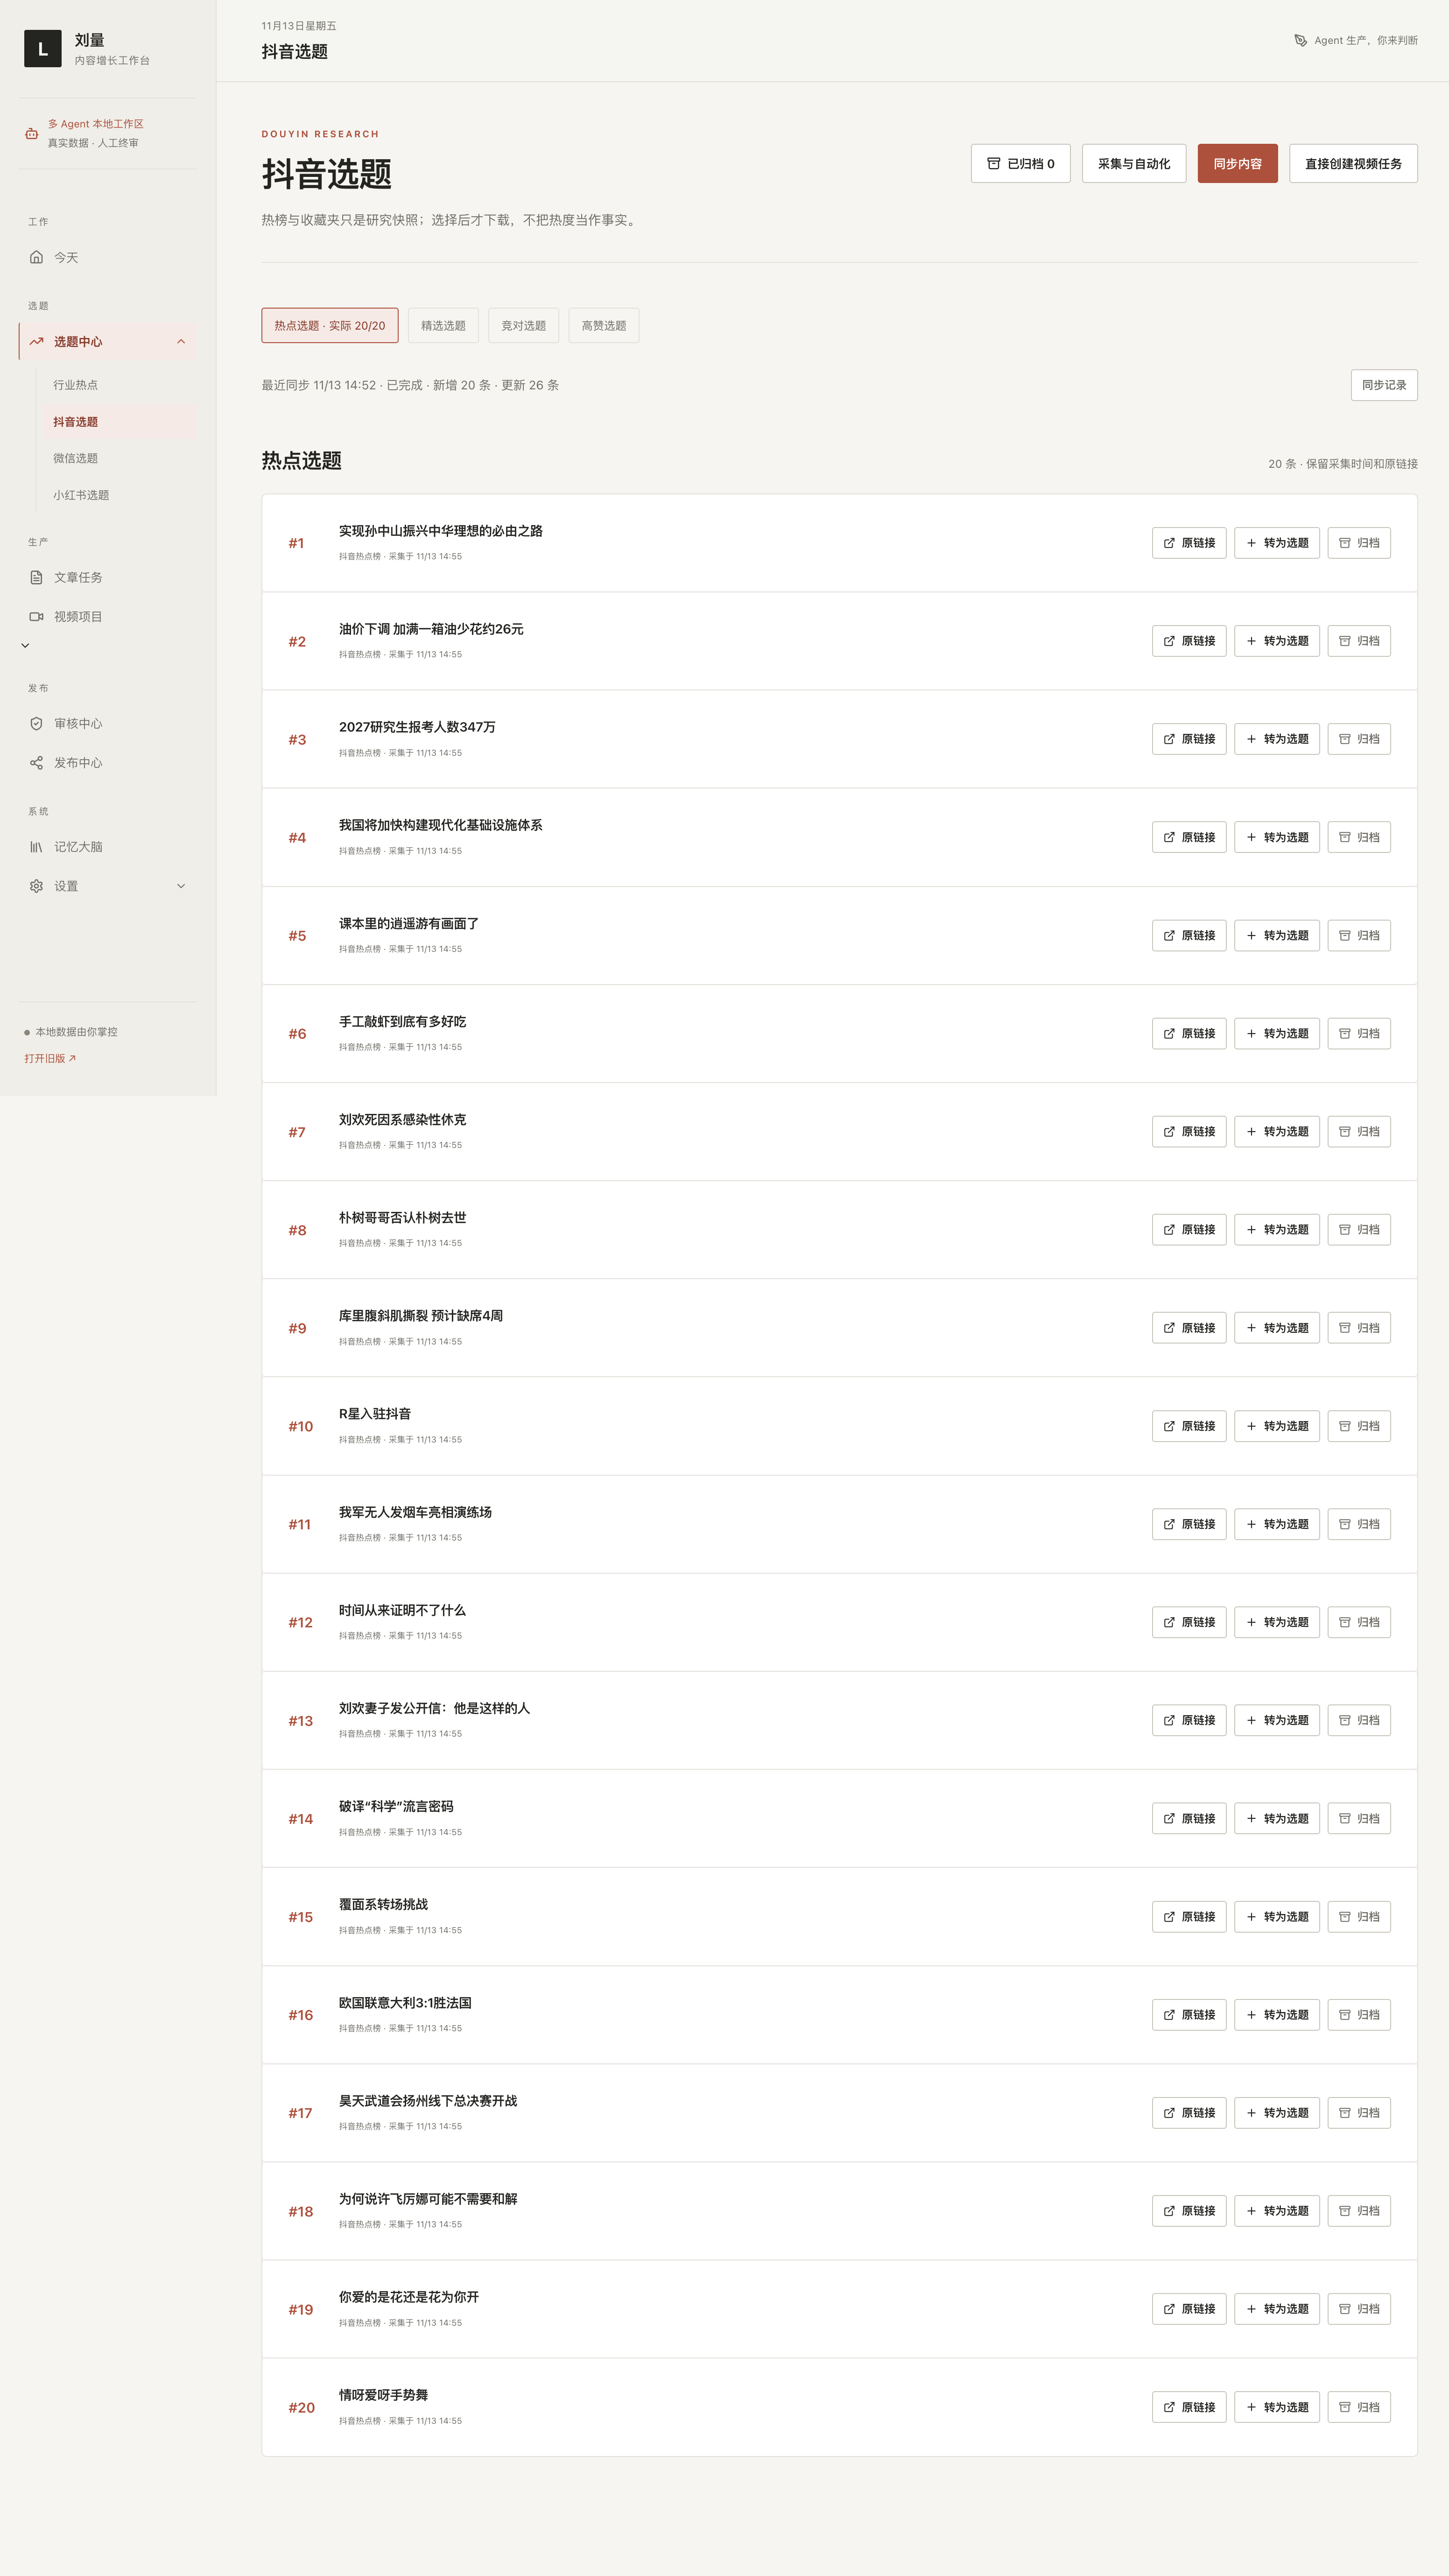 L
刘量
内容增长工作台
多 Agent 本地工作区
真实数据 · 人工终审
工作
今天
选题
选题中心
行业热点
抖音选题
微信选题
小红书选题
生产
文章任务
视频项目
发布
审核中心
发布中心
系统
记忆大脑
设置
本地数据由你掌控
打开旧版 ↗
11月13日星期五
抖音选题
Agent 生产，你来判断
DOUYIN RESEARCH
抖音选题
热榜与收藏夹只是研究快照；选择后才下载，不把热度当作事实。
已归档 0
采集与自动化
同步内容
直接创建视频任务
热点选题 · 实际 20/20
精选选题
竞对选题
高赞选题
最近同步 11/13 14:52 · 已完成 · 新增 20 条 · 更新 26 条
同步记录
热点选题
20 条 · 保留采集时间和原链接
#1
实现孙中山振兴中华理想的必由之路
抖音热点榜 · 采集于 11/13 14:55
原链接
转为选题
归档
#2
油价下调 加满一箱油少花约26元
抖音热点榜 · 采集于 11/13 14:55
原链接
转为选题
归档
#3
2027研究生报考人数347万
抖音热点榜 · 采集于 11/13 14:55
原链接
转为选题
归档
#4
我国将加快构建现代化基础设施体系
抖音热点榜 · 采集于 11/13 14:55
原链接
转为选题
归档
#5
课本里的逍遥游有画面了
抖音热点榜 · 采集于 11/13 14:55
原链接
转为选题
归档
#6
手工敲虾到底有多好吃
抖音热点榜 · 采集于 11/13 14:55
原链接
转为选题
归档
#7
刘欢死因系感染性休克
抖音热点榜 · 采集于 11/13 14:55
原链接
转为选题
归档
#8
朴树哥哥否认朴树去世
抖音热点榜 · 采集于 11/13 14:55
原链接
转为选题
归档
#9
库里腹斜肌撕裂 预计缺席4周
抖音热点榜 · 采集于 11/13 14:55
原链接
转为选题
归档
#10
R星入驻抖音
抖音热点榜 · 采集于 11/13 14:55
原链接
转为选题
归档
#11
我军无人发烟车亮相演练场
抖音热点榜 · 采集于 11/13 14:55
原链接
转为选题
归档
#12
时间从来证明不了什么
抖音热点榜 · 采集于 11/13 14:55
原链接
转为选题
归档
#13
刘欢妻子发公开信：他是这样的人
抖音热点榜 · 采集于 11/13 14:55
原链接
转为选题
归档
#14
破译“科学”流言密码
抖音热点榜 · 采集于 11/13 14:55
原链接
转为选题
归档
#15
覆面系转场挑战
抖音热点榜 · 采集于 11/13 14:55
原链接
转为选题
归档
#16
欧国联意大利3:1胜法国
抖音热点榜 · 采集于 11/13 14:55
原链接
转为选题
归档
#17
昊天武道会扬州线下总决赛开战
抖音热点榜 · 采集于 11/13 14:55
原链接
转为选题
归档
#18
为何说许飞厉娜可能不需要和解
抖音热点榜 · 采集于 11/13 14:55
原链接
转为选题
归档
#19
你爱的是花还是花为你开
抖音热点榜 · 采集于 11/13 14:55
原链接
转为选题
归档
#20
情呀爱呀手势舞
抖音热点榜 · 采集于 11/13 14:55
原链接
转为选题
归档